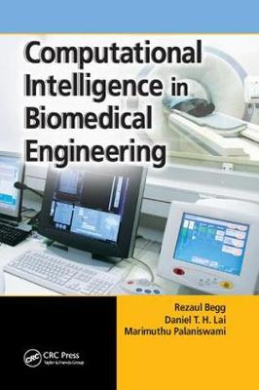 Computational
Intelligence in
Biomedical
Engineering
Rezaul Begg
Daniel T. H. Lai
Marimuthu Palaniswami
CRC Press
Taylor & Francis Group